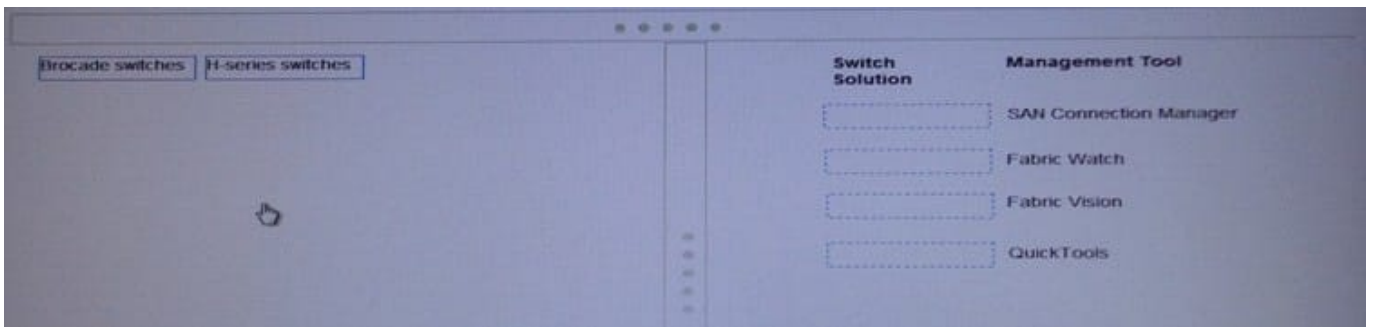 Brocade switches
H-series switches
Switch Solution
Management Tool
SAN Connection Manager
Fabric Watch
Fabric Vision
QuickTools